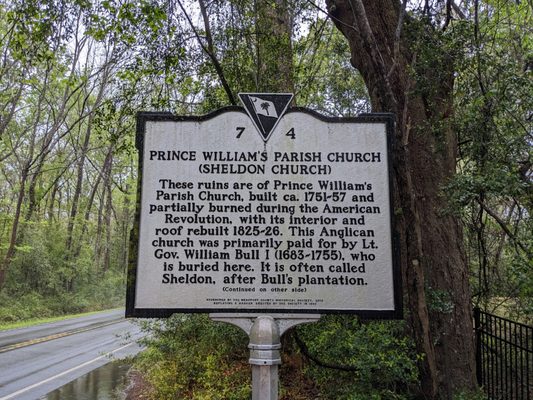 7 4
PRINCE WILLIAM'S PARISH CHURCH
(SHELDON CHURCH)
These ruins are of Prince William's
Parish Church, built ca. 1751-57 and
partially burned during the American
Revolution, with its interior and
roof rebuilt 1825-26. This Anglican
church was primarily paid for by Lt.
Gov. William Bull I (1683-1755), who
is buried here. It is often called
Sheldon, after Bull's plantation.
(Continued on other side)